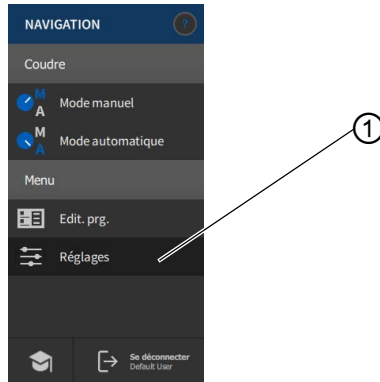 NAVIGATION ?
Coudre
M
A Mode manuel
M
A Mode automatique
Menu
Edit. prg.
Réglages
Se déconnecter
Default User
1